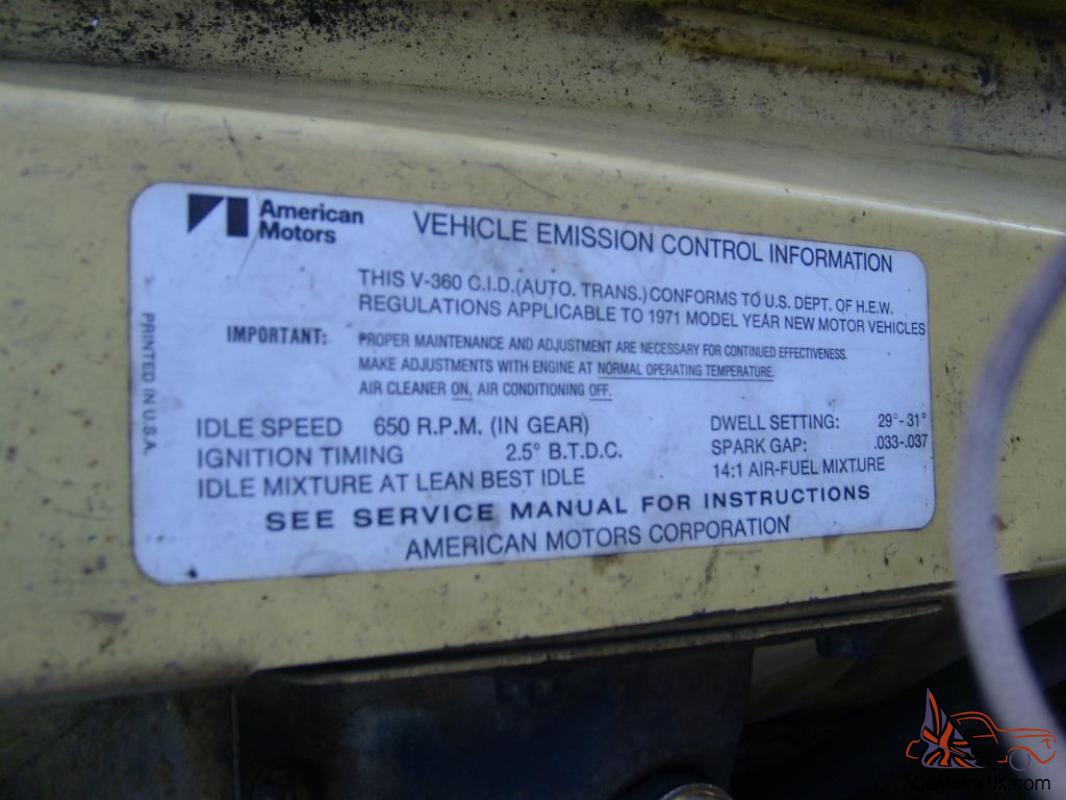 American
Motors
VEHICLE EMISSION CONTROL INFORMATION
THIS V-360 C.I.D.(AUTO. TRANS.) CONFORMS TO U.S. DEPT. OF H.E.W.
REGULATIONS APPLICABLE TO 1971 MODEL YEAR NEW MOTOR VEHICLES
IMPORTANT: PROPER MAINTENANCE AND ADJUSTMENT ARE NECESSARY FOR CONTINUED EFFECTIVENESS.
MAKE ADJUSTMENTS WITH ENGINE AT NORMAL OPERATING TEMPERATURE.
AIR CLEANER ON, AIR CONDITIONING OFF.
IDLE SPEED 650 R.P.M. (IN GEAR) DWELL SETTING: 29°-31°
IGNITION TIMING 2.5° B.T.D.C. SPARK GAP: .033-.037
IDLE MIXTURE AT LEAN BEST IDLE 14:1 AIR-FUEL MIXTURE
SEE SERVICE MANUAL FOR INSTRUCTIONS
AMERICAN MOTORS CORPORATION
PRINTED IN U.S.A.
Car-from-UK.com